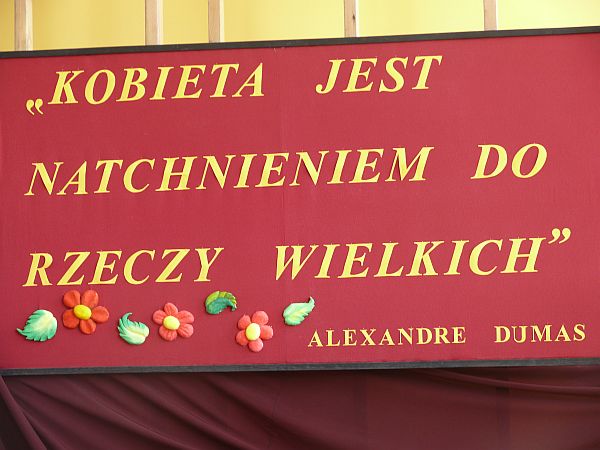 „KOBIETA JEST
NATCHNIENIEM DO
RZECZY WIELKICH”
ALEXANDRE DUMAS